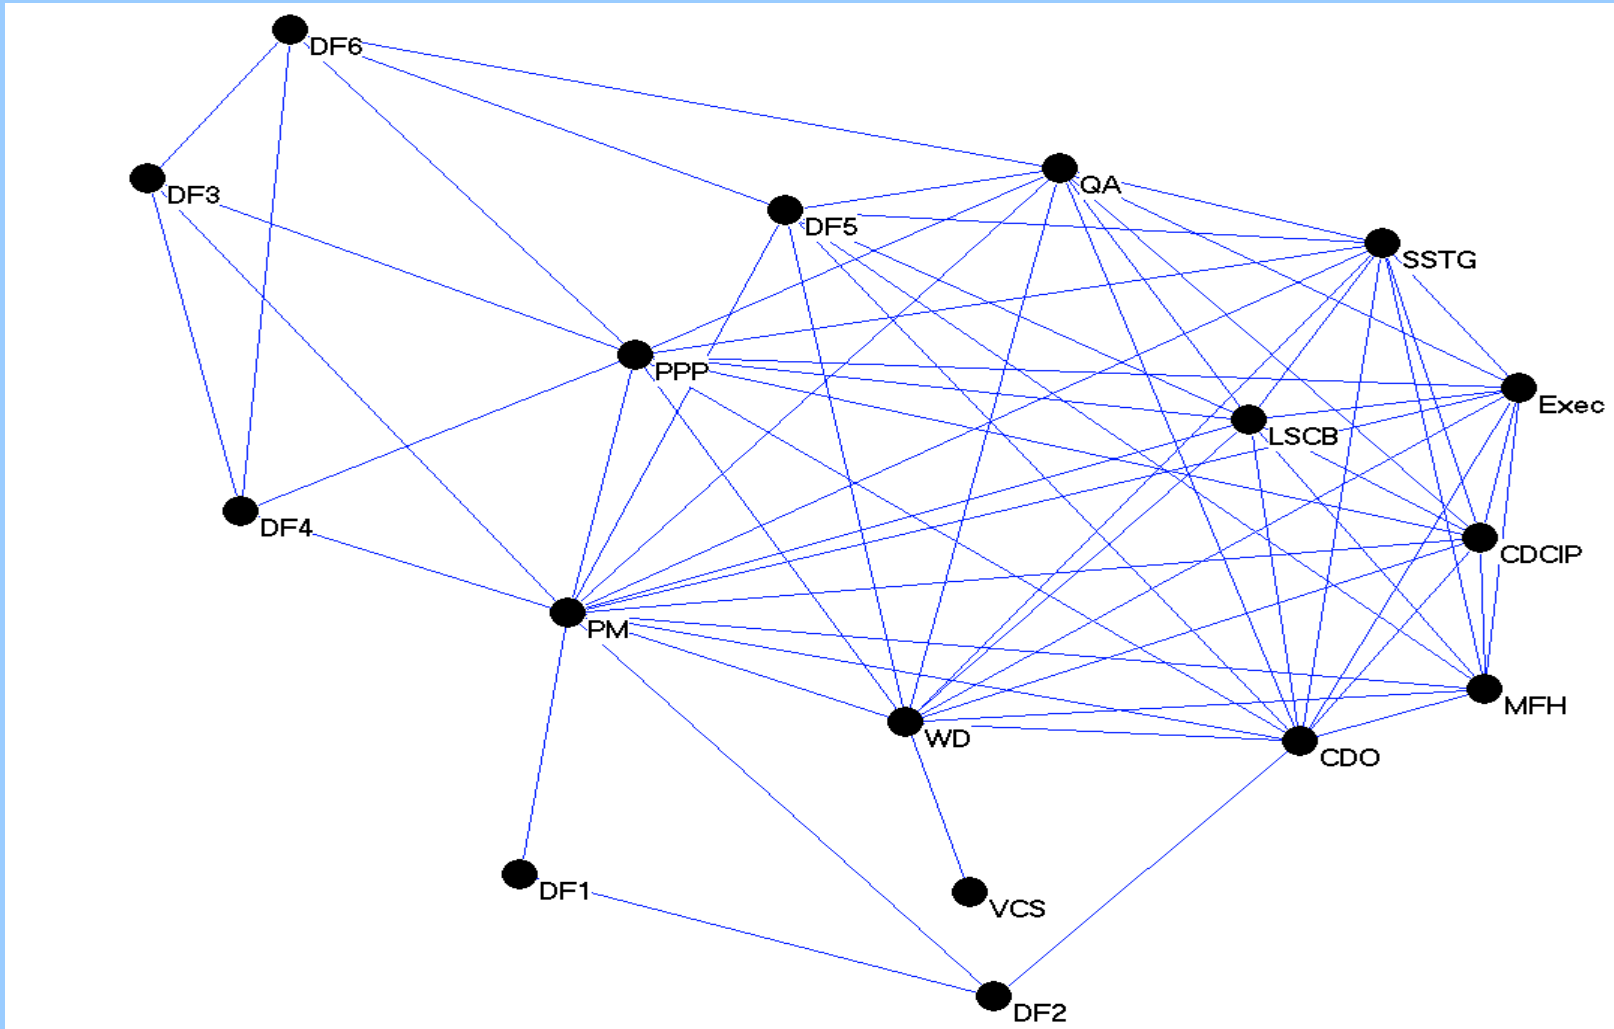 DF6
DF3
QA
DF5
SSTG
PPP
Exec
LSCB
DF4
CDCIP
PM
MFH
WD
CDO
DF1
VCS
DF2